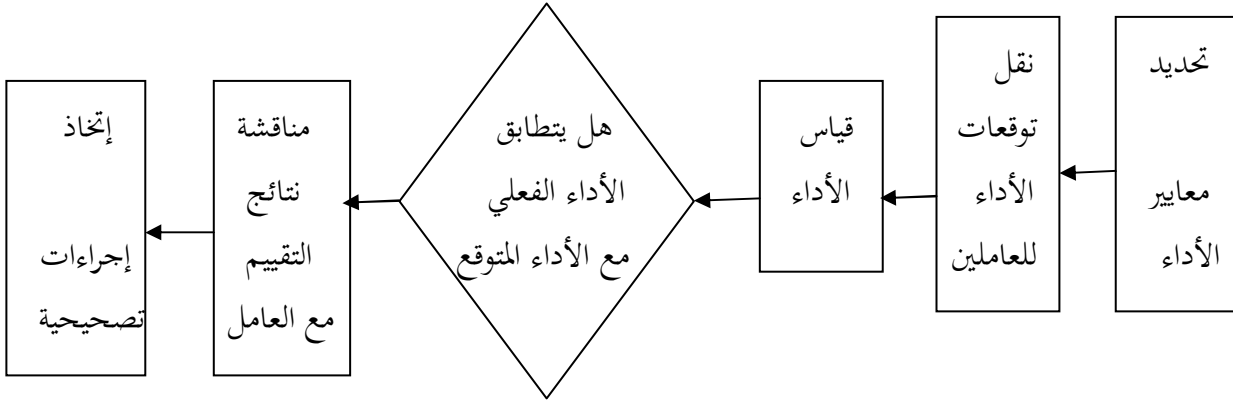 تحديد
معايير
الأداء
نقل
توقعات
الأداء
للعاملين
قياس
الأداء
هل يتطابق
الأداء الفعلي
مع الأداء المتوقع
مناقشة
نتائج
التقييم
مع العامل
إتخاذ
إجراءات
تصحيحية